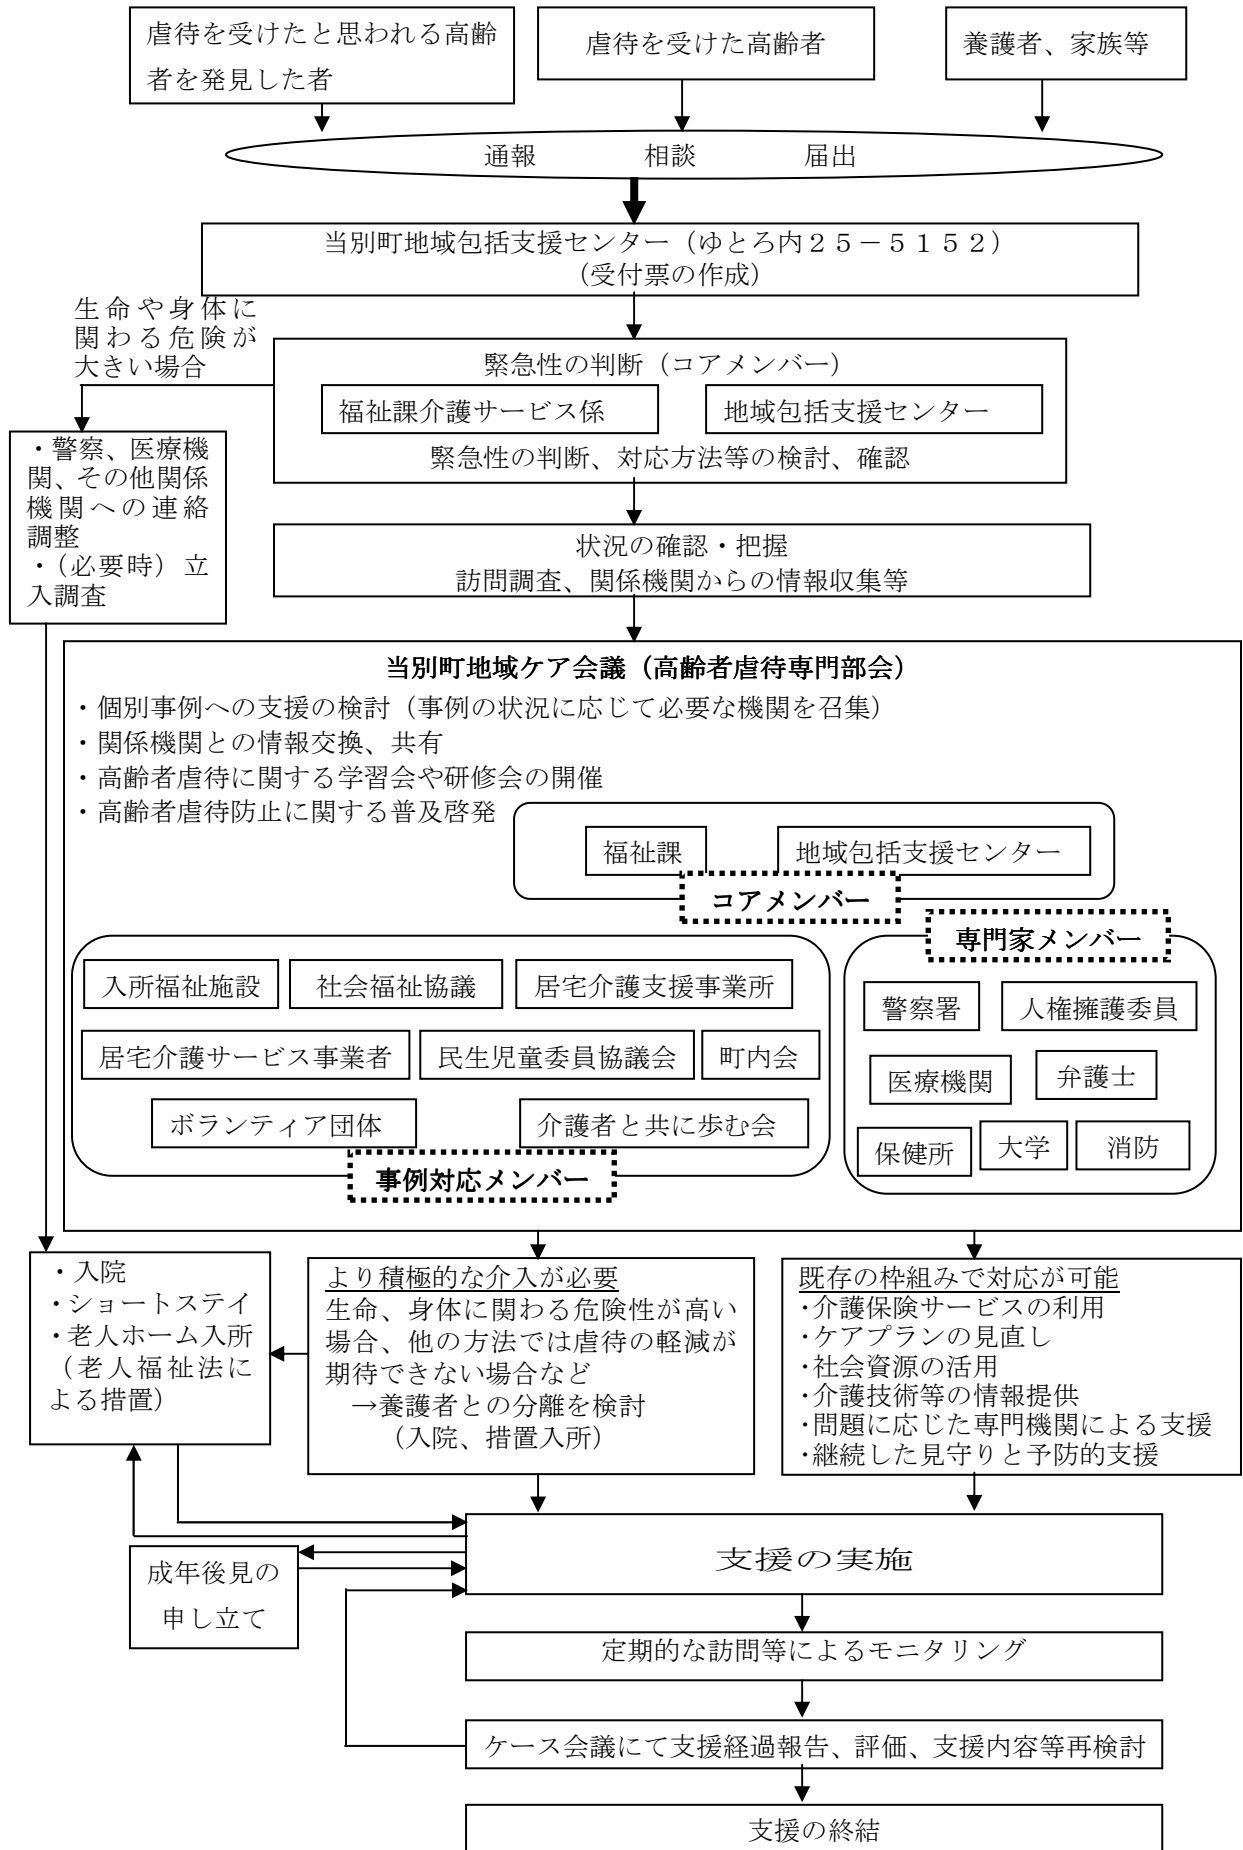 虐待を受けたと思われる高齢
者を発見した者
虐待を受けた高齢者
養護者、家族等
通報 相談 届出
当別町地域包括支援センター（ゆとろ内２５－５１５２）
（受付票の作成）
生命や身体に
関わる危険が
大きい場合
緊急性の判断（コアメンバー）
福祉課介護サービス係
地域包括支援センター
緊急性の判断、対応方法等の検討、確認
・警察、医療機
関、その他関係
機関への連絡
調整
・（必要時）立
入調査
状況の確認・把握
訪問調査、関係機関からの情報収集等
当別町地域ケア会議（高齢者虐待専門部会）
・個別事例への支援の検討（事例の状況に応じて必要な機関を召集）
・関係機関との情報交換、共有
・高齢者虐待に関する学習会や研修会の開催
・高齢者虐待防止に関する普及啓発
福祉課
地域包括支援センター
コアメンバー
専門家メンバー
入所福祉施設
社会福祉協議
居宅介護支援事業所
居宅介護サービス事業者
民生児童委員協議会
町内会
ボランティア団体
介護者と共に歩む会
事例対応メンバー
警察署
人権擁護委員
医療機関
弁護士
保健所
大学
消防
・入院
・ショートステイ
・老人ホーム入所
（老人福祉法に
よる措置）
より積極的な介入が必要
生命、身体に関わる危険性が高い
場合、他の方法では虐待の軽減が
期待できない場合など
→養護者との分離を検討
（入院、措置入所）
既存の枠組みで対応が可能
・介護保険サービスの利用
・ケアプランの見直し
・社会資源の活用
・介護技術等の情報提供
・問題に応じた専門機関による支援
・継続した見守りと予防的支援
支援の実施
成年後見の
申し立て
定期的な訪問等によるモニタリング
ケース会議にて支援経過報告、評価、支援内容等再検討
支援の終結